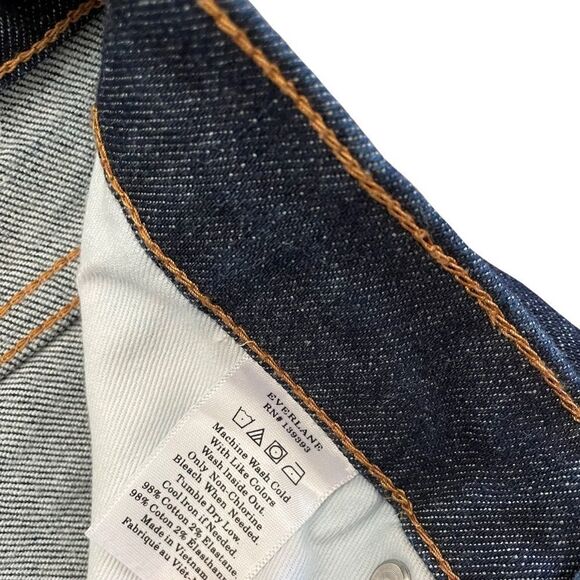 EVERLANE
RN# 139393
Machine Wash Cold
With Like Colors
Wash Inside Out.
Only Non-Chlorine
Bleach When Needed.
Tumble Dry Low
Cool Iron if Needed.
98% Cotton 2% Elastane.
98% Coton 2% Élasthanne
Made in Vietnam
Fabriqué au Viêt-